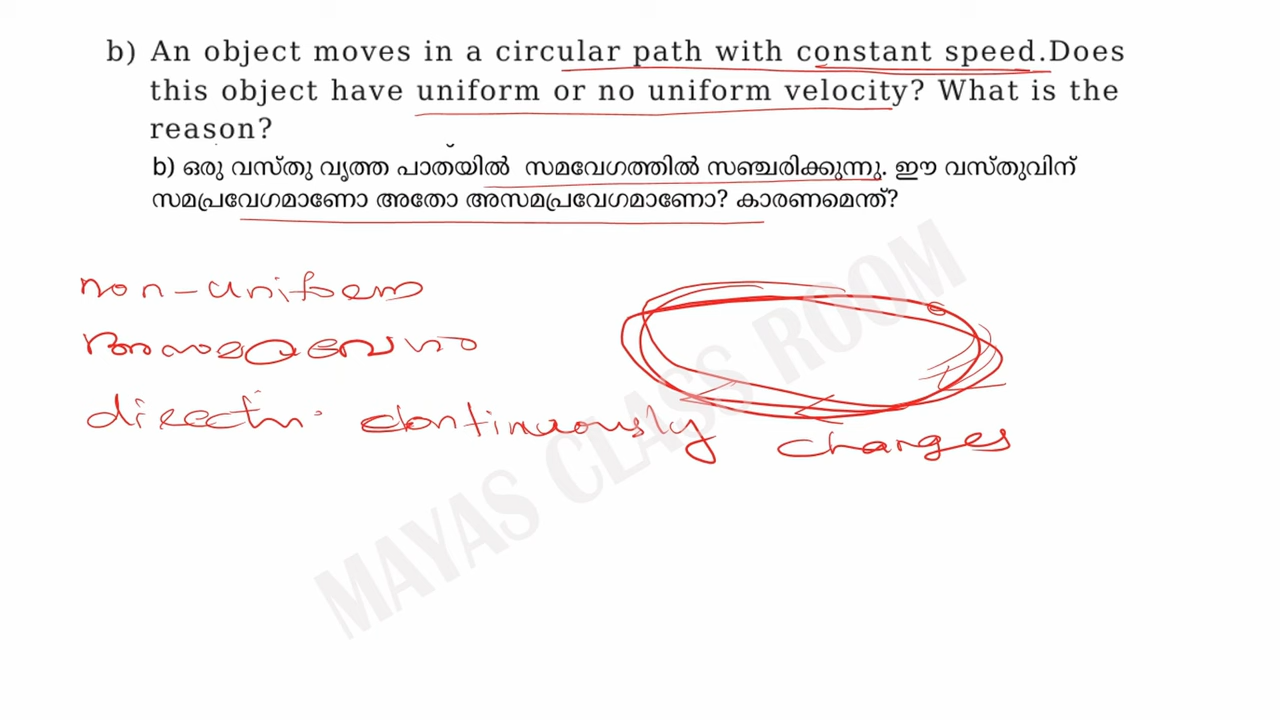 b) An object moves in a circular path with constant speed.Does
this object have uniform or no uniform velocity? What is the
reason?
b) ഒരു വസ്തു വൃത്ത പാതയിൽ സമവേഗത്തിൽ സഞ്ചരിക്കുന്നു. ഈ വസ്തുവിന്
സമപ്രവേഗമാണോ അതോ അസമപ്രവേഗമാണോ? കാരണമെന്ത്?
non-uniform
അസമപ്രവേഗം
continuously changes
MAYAS CLASS ROOM